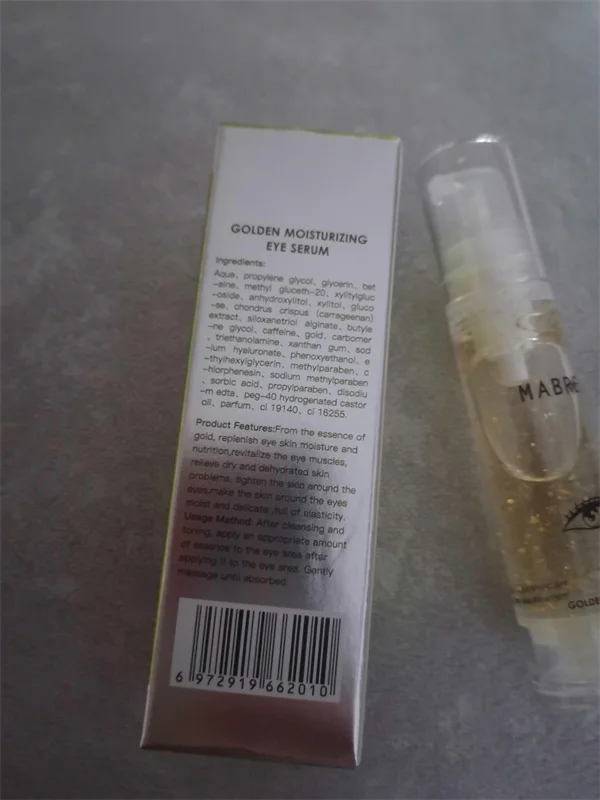 GOLDEN MOISTURIZING
EYE SERUM
Ingredients:
Aqua、propylene glycol、glycerin、bet
-aine、methyl gluceth-20、xylitylgluc
-oside、anhydroxylitol、xylitol、gluco
-se、chondrus crispus (carrageenan)
extract、siloxanetriol alginate、butyle
-ne glycol、caffeine、gold、carbomer
、triethanolamine、xanthan gum、sod
-ium hyaluronate、phenoxyethanol、e
-thylhexylglycerin、methylparaben、c
-hlorphenesin、sodium methylparaben
、sorbic acid、propylparaben、disodiu
-m edta、peg-40 hydrogenated castor
oil、parfum、ci 19140、ci 16255.
Product Features:From the essence of
gold, replenish eye skin moisture and
nutrition,revitalize the eye muscles,
relieve dry and dehydrated skin
problems, tighten the skin around the
eyes,make the skin around the eyes
moist and delicate ,full of elasticity.
Usage Method: After cleansing and
toning, apply an appropriate amount
of essence to the eye area after
applying it to the eye area. Gently
massage until absorbed.
6 972919 662010
MABRE
GOLDE